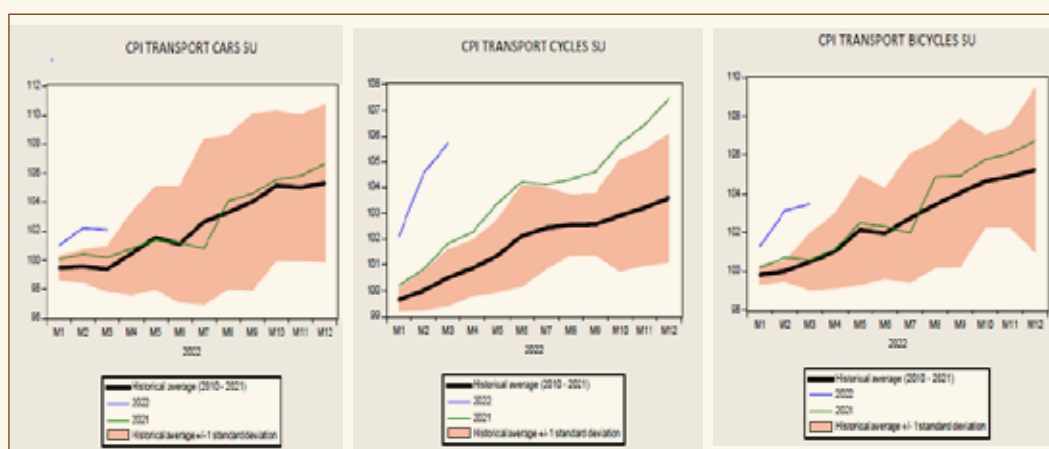 CPI TRANSPORT CARS SU
112
110
108
106
104
102
100
98
96
M1 M2 M3 M4 M5 M6 M7 M8 M9 M10 M11 M12
2022
Historical average (2010 - 2021)
2022
2021
Historical average +/- 1 standard deviation
CPI TRANSPORT CYCLES SU
108
107
106
105
104
103
102
101
100
99
M1 M2 M3 M4 M5 M6 M7 M8 M9 M10 M11 M12
2022
Historical average (2010 - 2021)
2022
2021
Historical average +/- 1 standard deviation
CPI TRANSPORT BICYCLES SU
110
108
106
104
102
100
98
M1 M2 M3 M4 M5 M6 M7 M8 M9 M10 M11 M12
2022
Historical average (2010 - 2021)
2022
2021
Historical average +/- 1 standard deviation